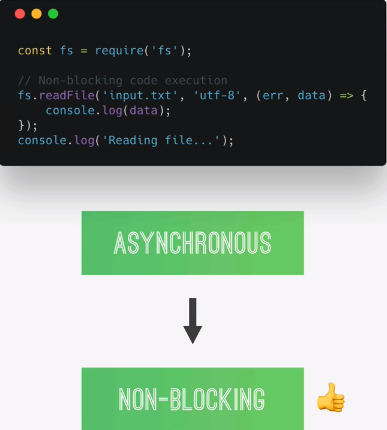 const fs = require('fs');
// Non-blocking code execution
fs.readFile('input.txt', 'utf-8', (err, data) => {
    console.log(data);
});
console.log('Reading file...');
ASYNCHRONOUS
NON-BLOCKING